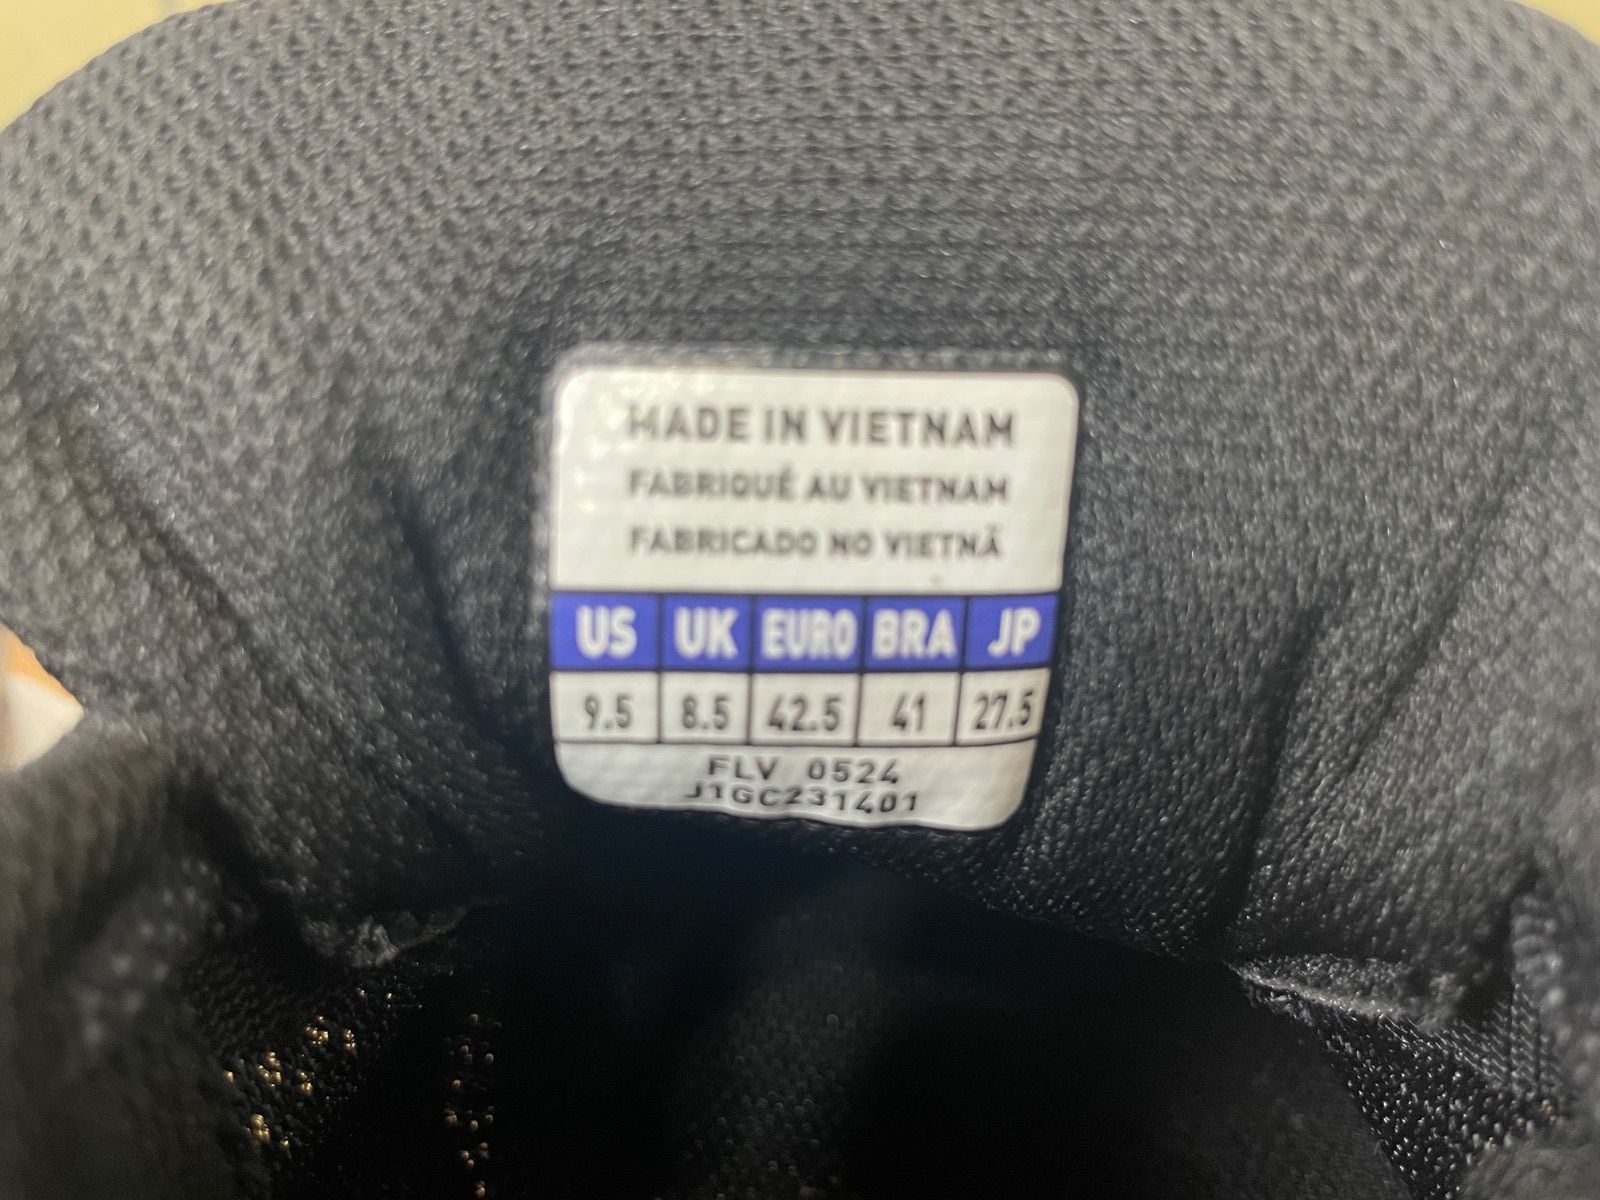 MADE IN VIETNAM
FABRIQUÉ AU VIETNAM
FABRICADO NO VIETNÃ
US UK EURO BRA JP
9.5 8.5 42.5 41 27.5
FLV 0524
J1GC231401